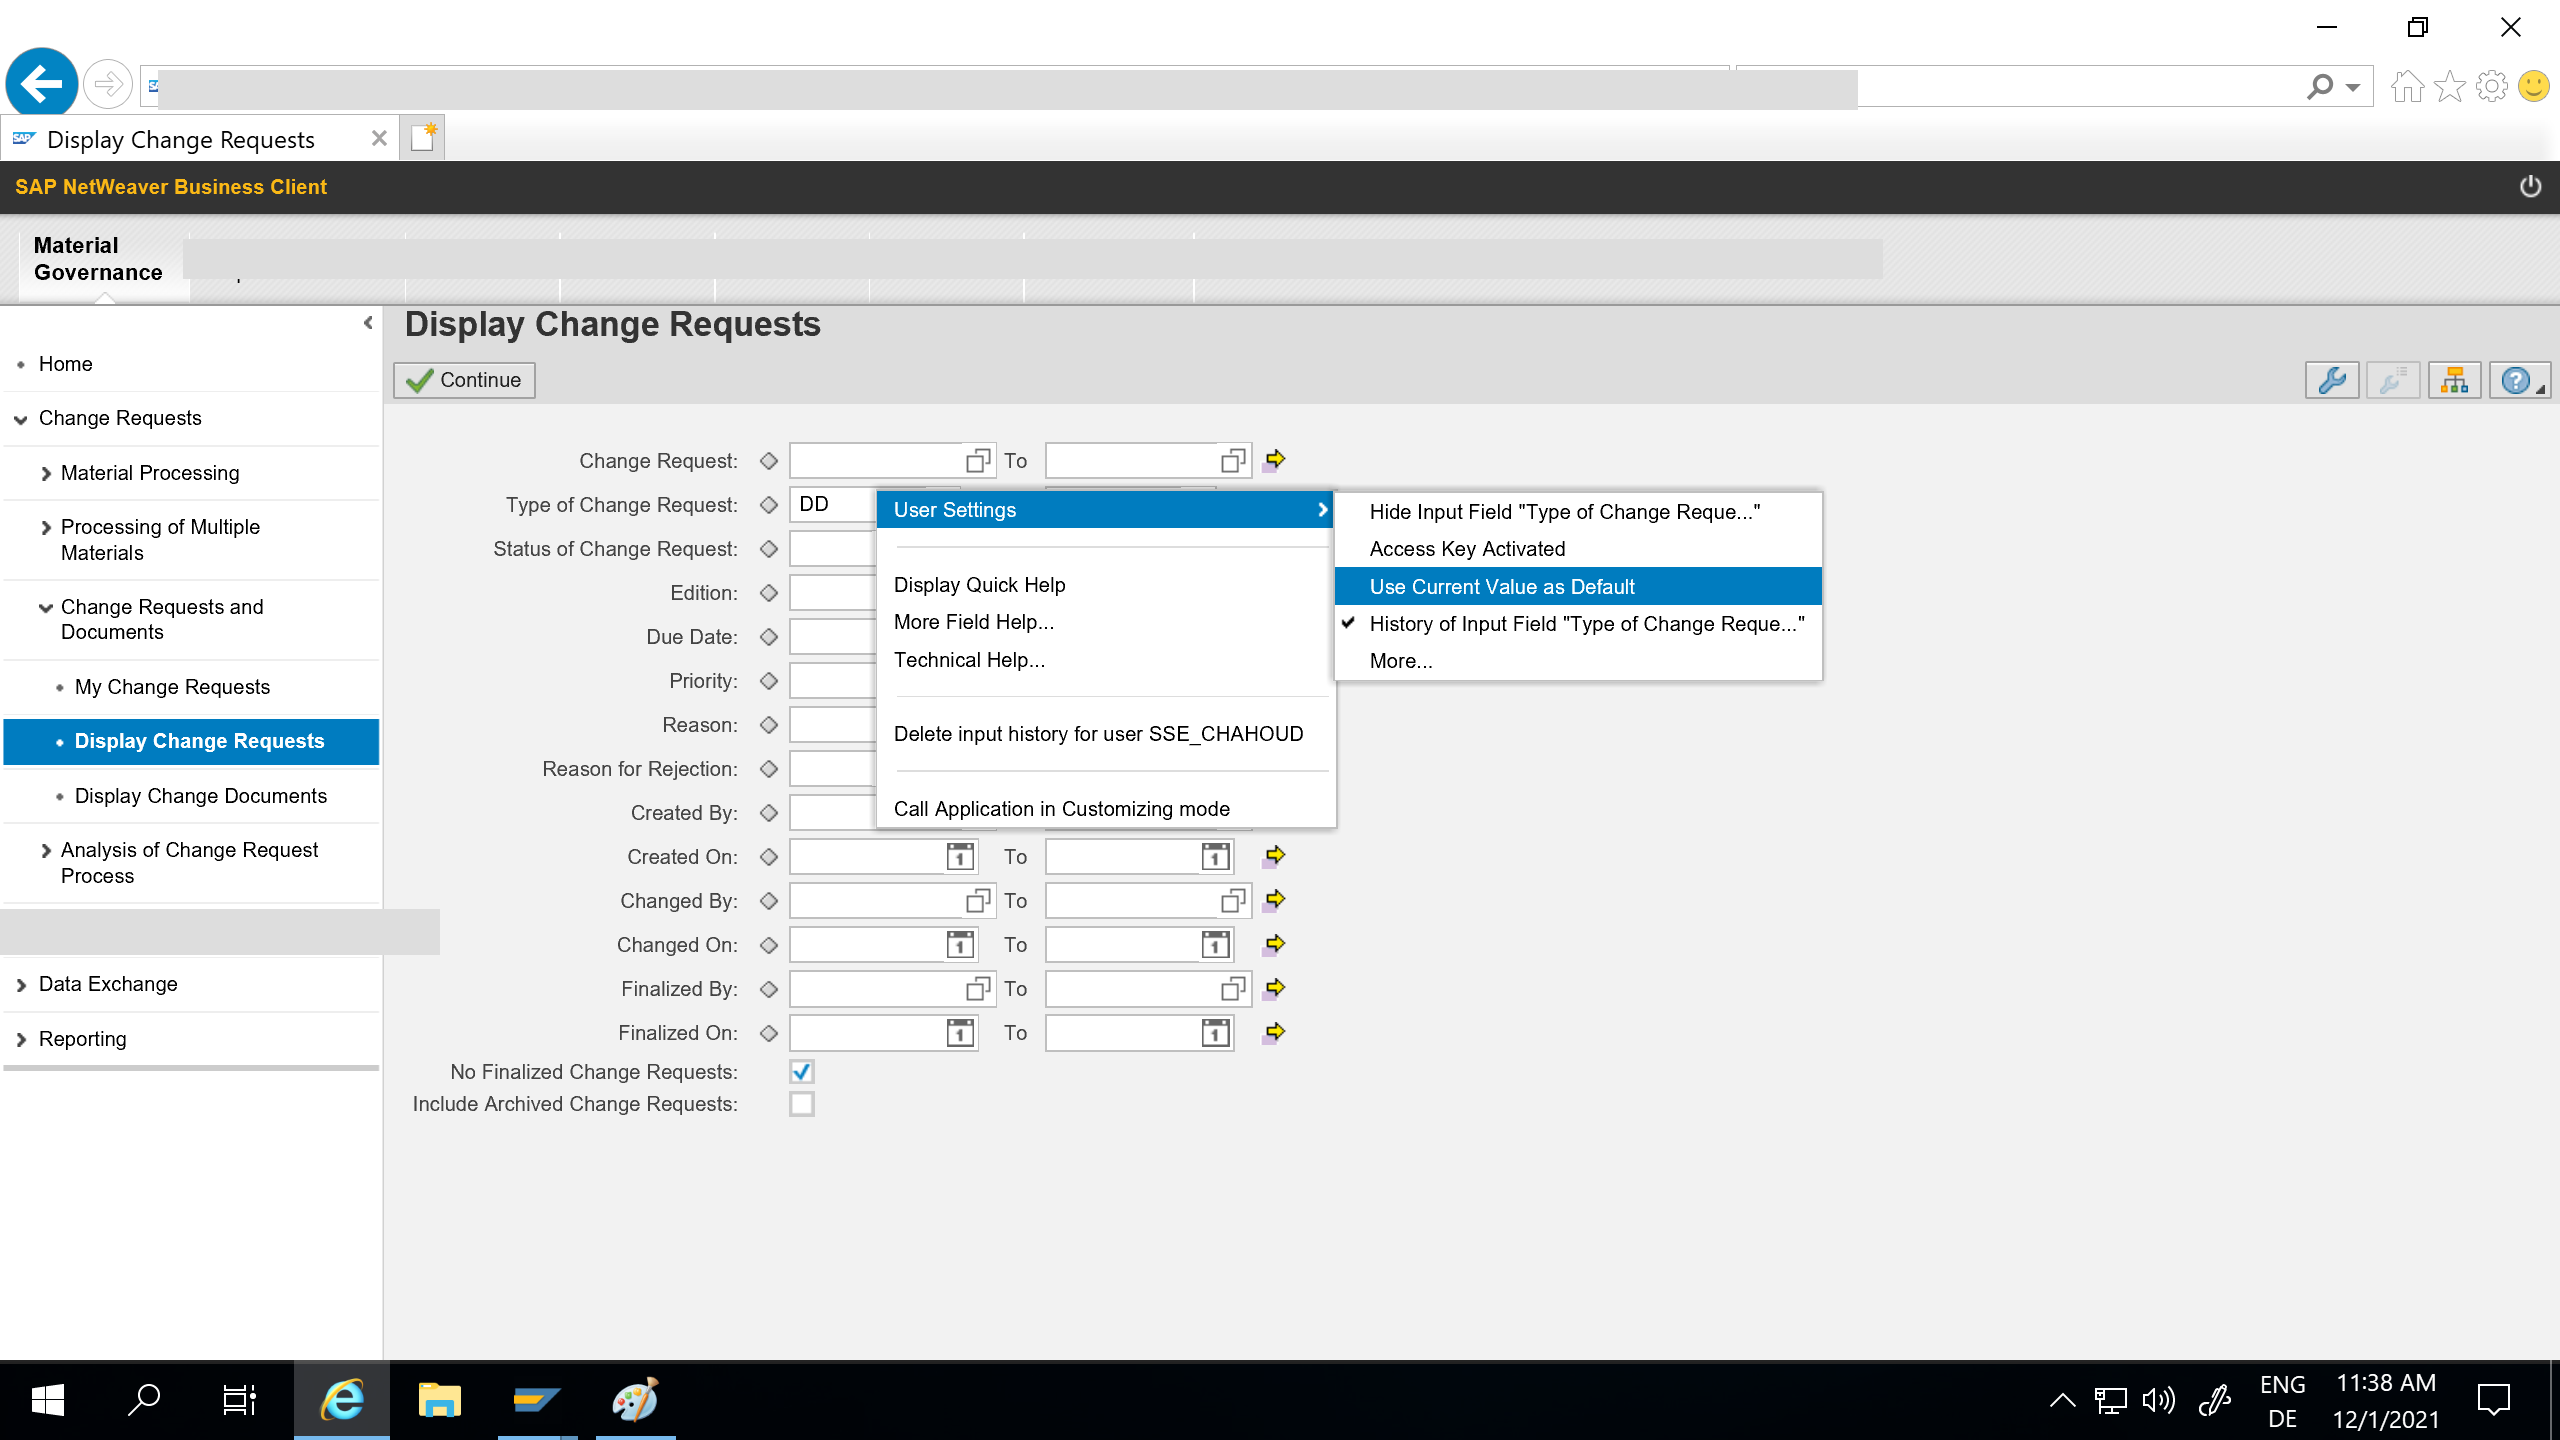 Display Change Requests
SAP NetWeaver Business Client
Material
Governance
Display Change Requests
Home
Continue
Change Requests
Material Processing
Processing of Multiple
Materials
Change Requests and
Documents
My Change Requests
Display Change Requests
Display Change Documents
Analysis of Change Request
Process
Data Exchange
Reporting
Change Request: To
Type of Change Request: DD
Status of Change Request:
Edition:
Due Date:
Priority:
Reason:
Reason for Rejection:
Created By:
Created On: To
Changed By: To
Changed On: To
Finalized By: To
Finalized On: To
No Finalized Change Requests:
Include Archived Change Requests:
User Settings
Display Quick Help
More Field Help...
Technical Help...
Delete input history for user SSE_CHAHOUD
Call Application in Customizing mode
Hide Input Field "Type of Change Reque..."
Access Key Activated
Use Current Value as Default
History of Input Field "Type of Change Reque..."
More...
ENG
DE
11:38 AM
12/1/2021